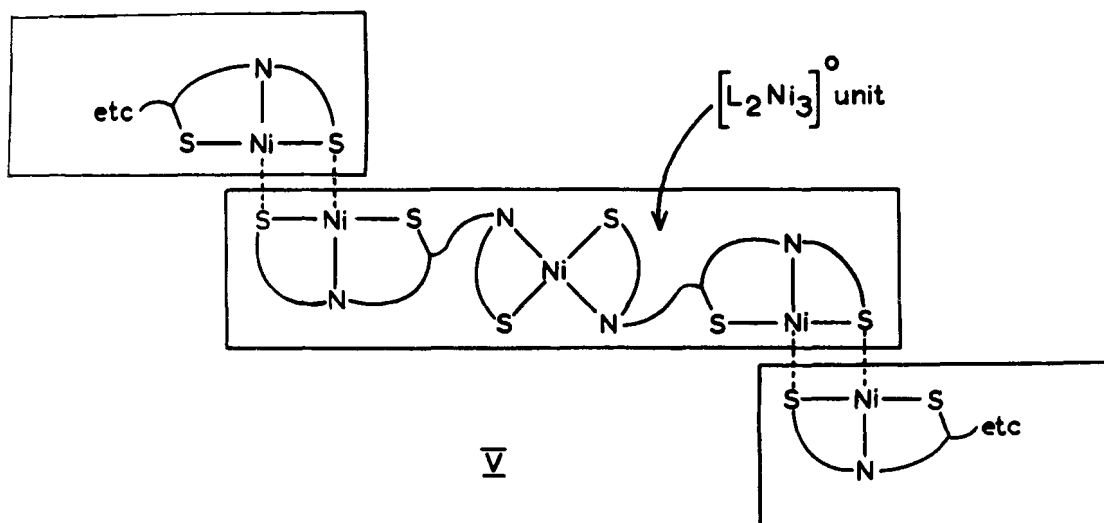 N
[L2Ni3]° unit
etc
S Ni S
S Ni S N S N
Ni
N S N S Ni S
S Ni S
etc
V
N